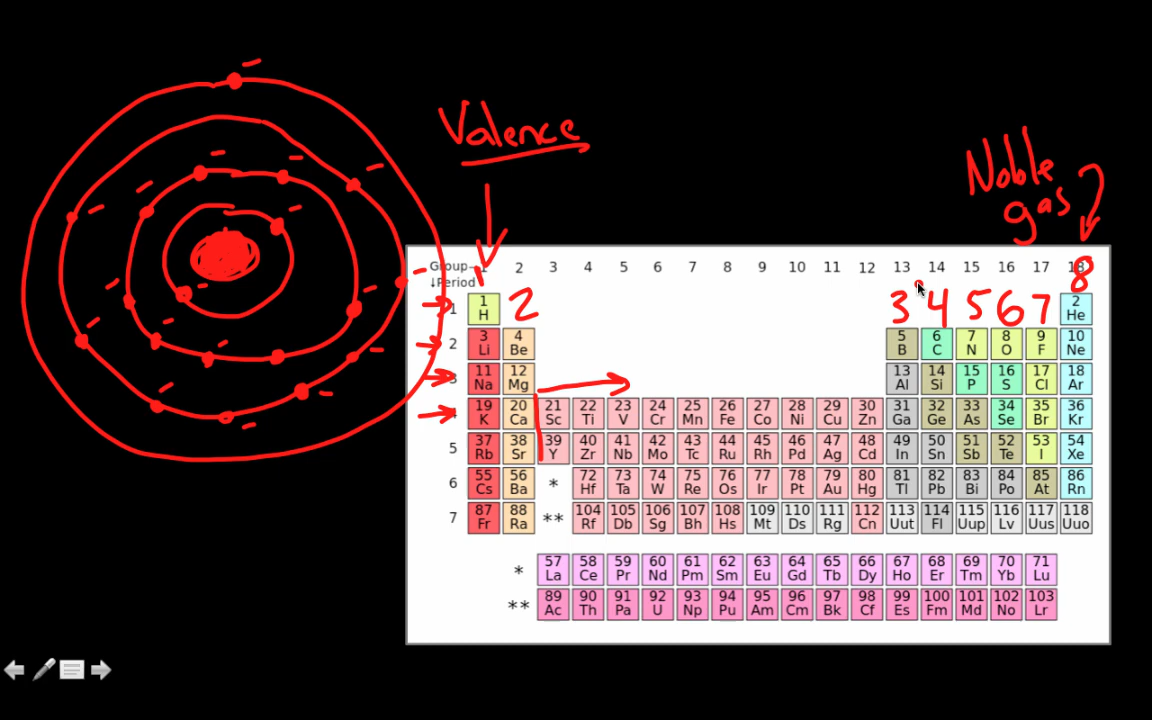 Valence
Noble
gas
Group→ 1 2 3 4 5 6 7 8 9 10 11 12 13 14 15 16 17 18
↓Period
8
2 3 4 5 6 7
1 1 H 2 He
2 3 Li 4 Be 5 B 6 C 7 N 8 O 9 F 10 Ne
3 11 Na 12 Mg 13 Al 14 Si 15 P 16 S 17 Cl 18 Ar
4 19 K 20 Ca 21 Sc 22 Ti 23 V 24 Cr 25 Mn 26 Fe 27 Co 28 Ni 29 Cu 30 Zn 31 Ga 32 Ge 33 As 34 Se 35 Br 36 Kr
5 37 Rb 38 Sr 39 Y 40 Zr 41 Nb 42 Mo 43 Tc 44 Ru 45 Rh 46 Pd 47 Ag 48 Cd 49 In 50 Sn 51 Sb 52 Te 53 I 54 Xe
6 55 Cs 56 Ba * 72 Hf 73 Ta 74 W 75 Re 76 Os 77 Ir 78 Pt 79 Au 80 Hg 81 Tl 82 Pb 83 Bi 84 Po 85 At 86 Rn
7 87 Fr 88 Ra ** 104 Rf 105 Db 106 Sg 107 Bh 108 Hs 109 Mt 110 Ds 111 Rg 112 Cn 113 Uut 114 Fl 115 Uup 116 Lv 117 Uus 118 Uuo
* 57 La 58 Ce 59 Pr 60 Nd 61 Pm 62 Sm 63 Eu 64 Gd 65 Tb 66 Dy 67 Ho 68 Er 69 Tm 70 Yb 71 Lu
** 89 Ac 90 Th 91 Pa 92 U 93 Np 94 Pu 95 Am 96 Cm 97 Bk 98 Cf 99 Es 100 Fm 101 Md 102 No 103 Lr